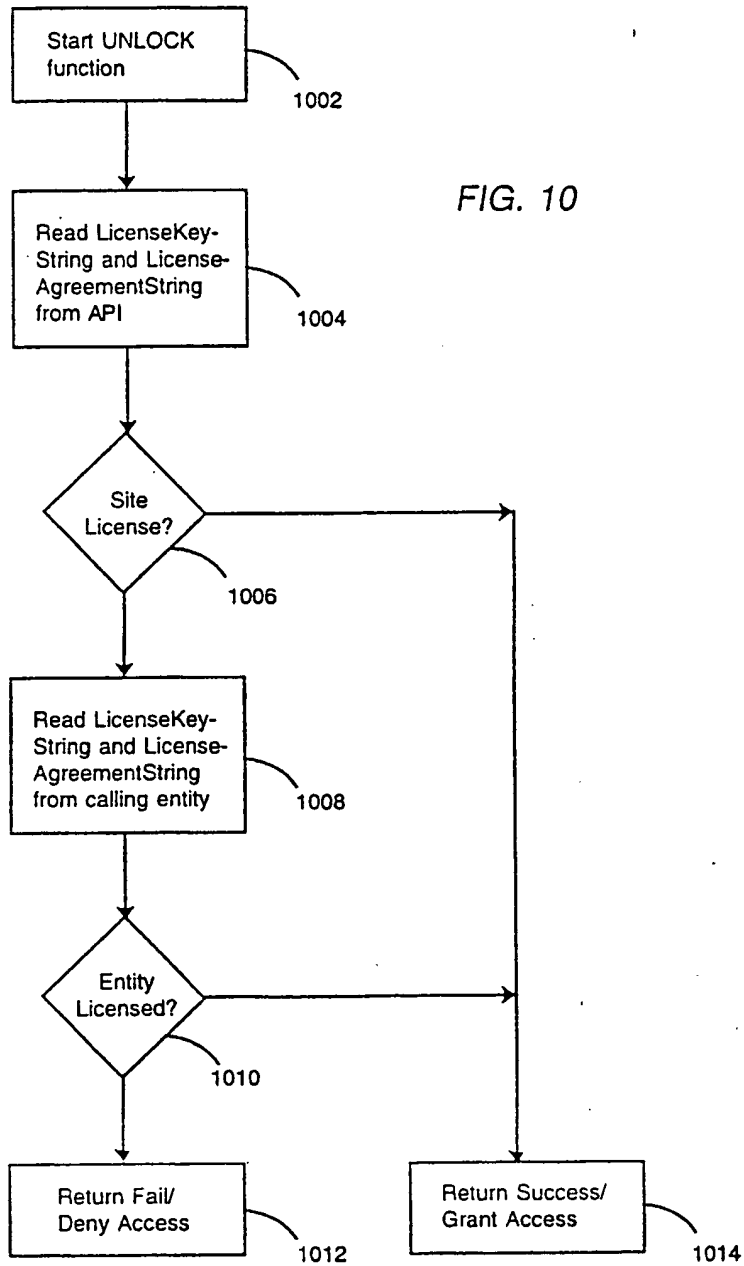 Start UNLOCK
function
1002
FIG. 10
Read LicenseKey-
String and License-
AgreementString
from API
1004
Site
License?
1006
Read LicenseKey-
String and License-
AgreementString
from calling entity
1008
Entity
Licensed?
1010
Return Fail/
Deny Access
1012
Return Success/
Grant Access
1014